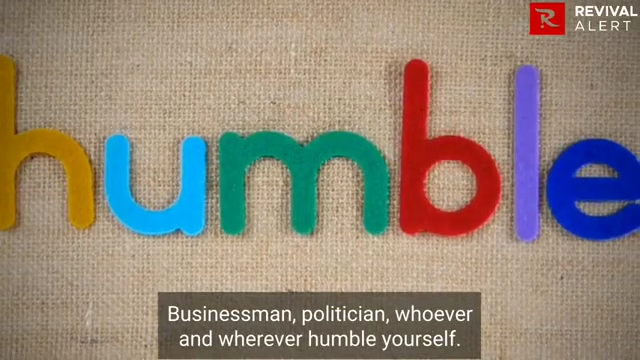 REVIVAL
ALERT
humble
Businessman, politician, whoever
and wherever humble yourself.